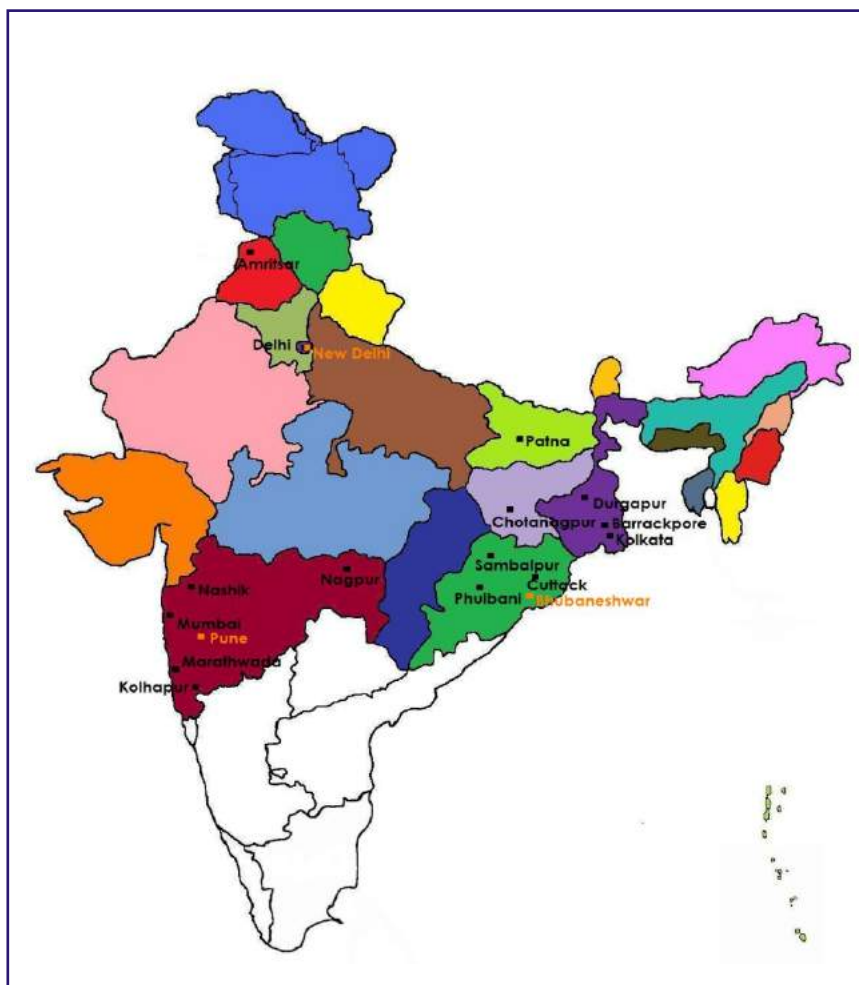 Amritsar
Delhi
New Delhi
Patna
Durgapur
Chotanagpur
Barrackpore
Kolkata
Sambalpur
Nagpur
Cuttack
Nashik
Phulbani
Bhubaneshwar
Mumbai
Pune
Marathwada
Kolhapur